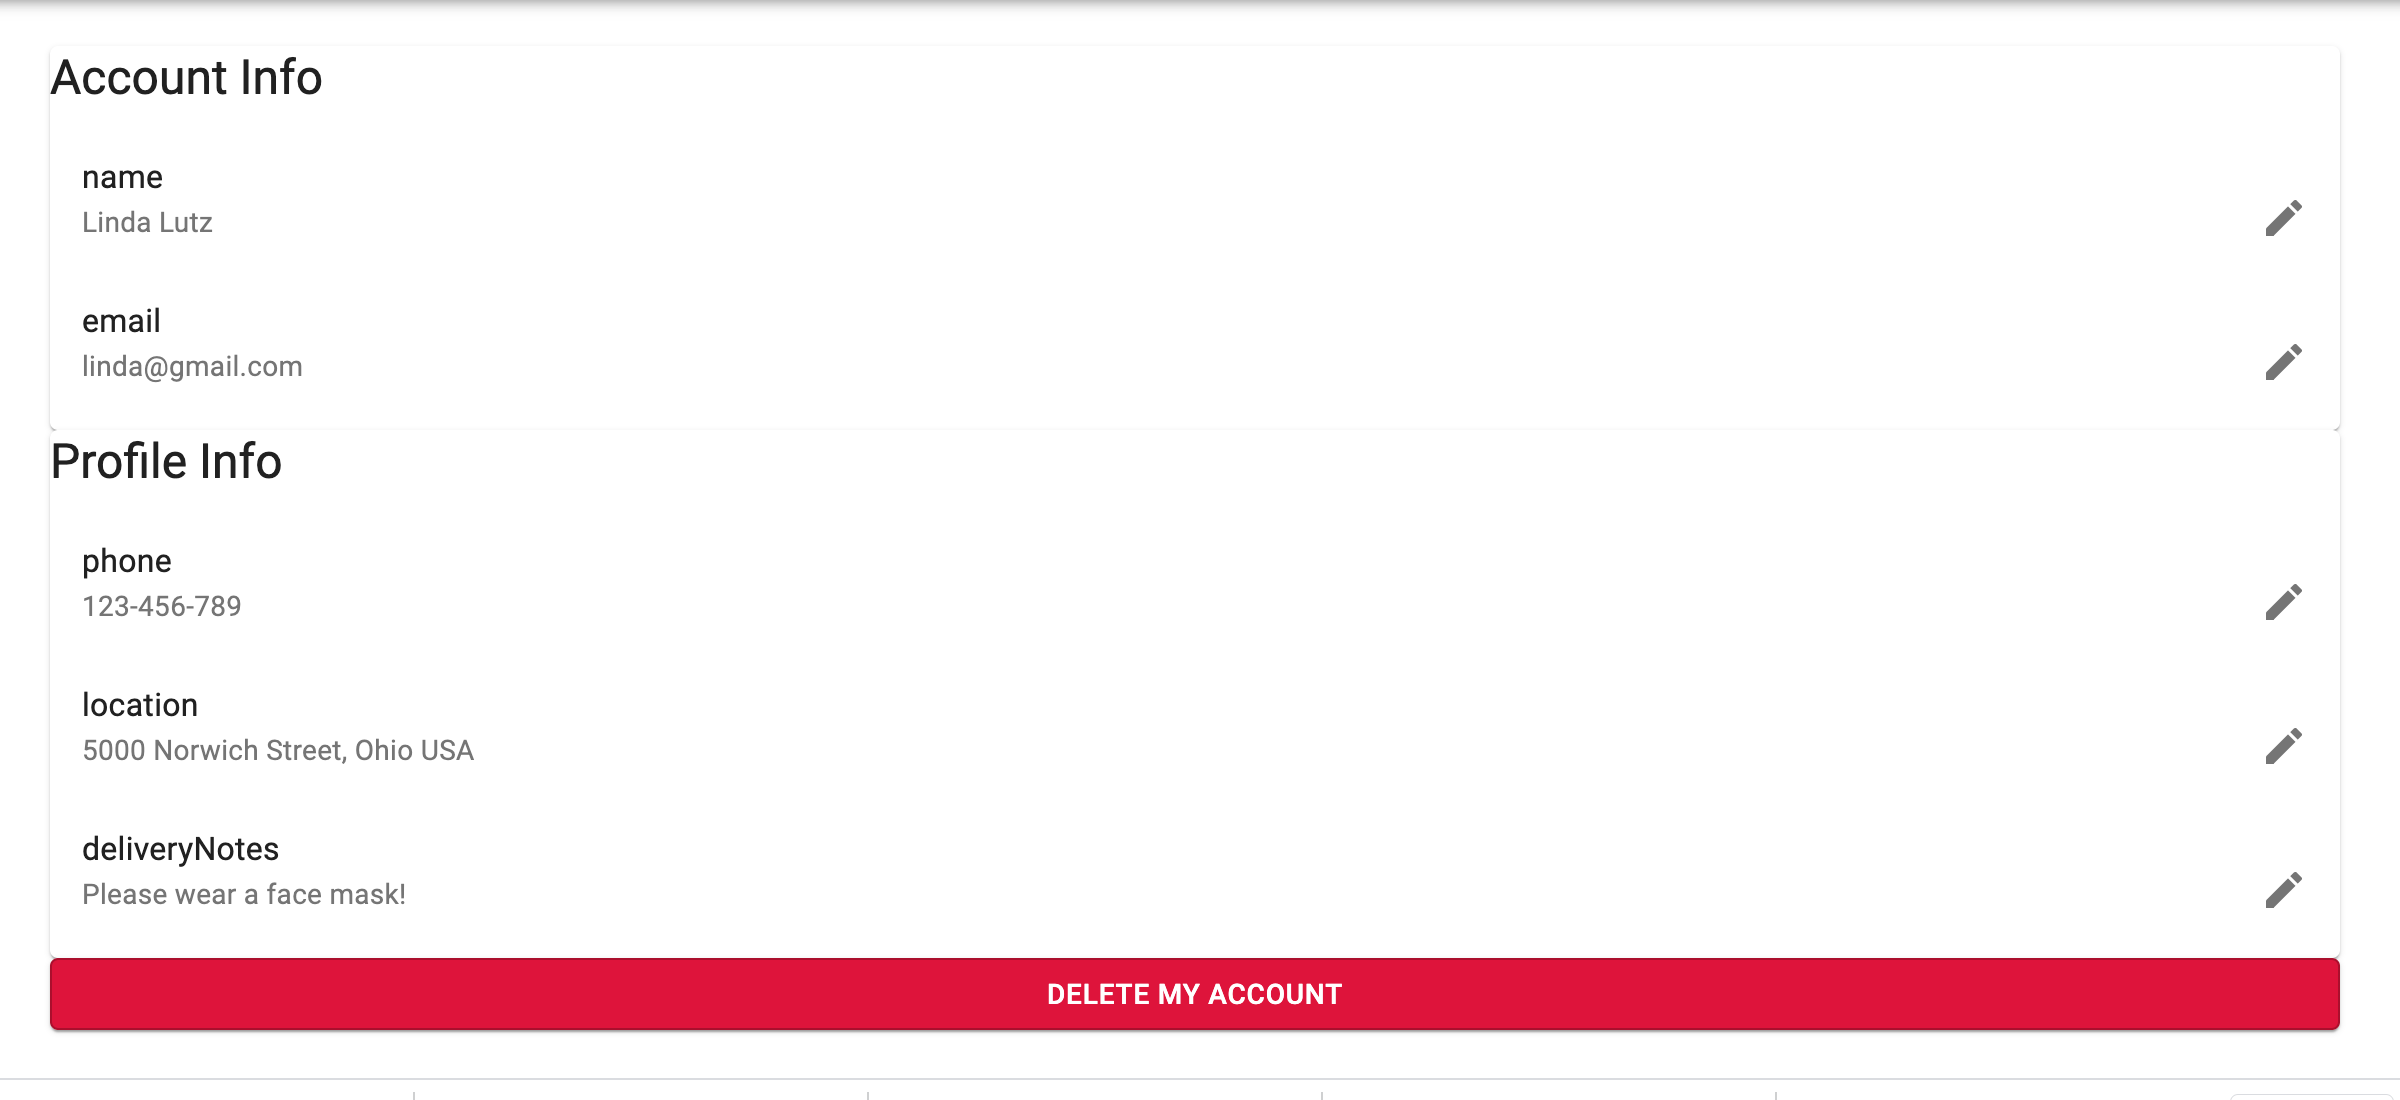 Account Info
name
Linda Lutz
email
linda@gmail.com
Profile Info
phone
123-456-789
location
5000 Norwich Street, Ohio USA
deliveryNotes
Please wear a face mask!
DELETE MY ACCOUNT